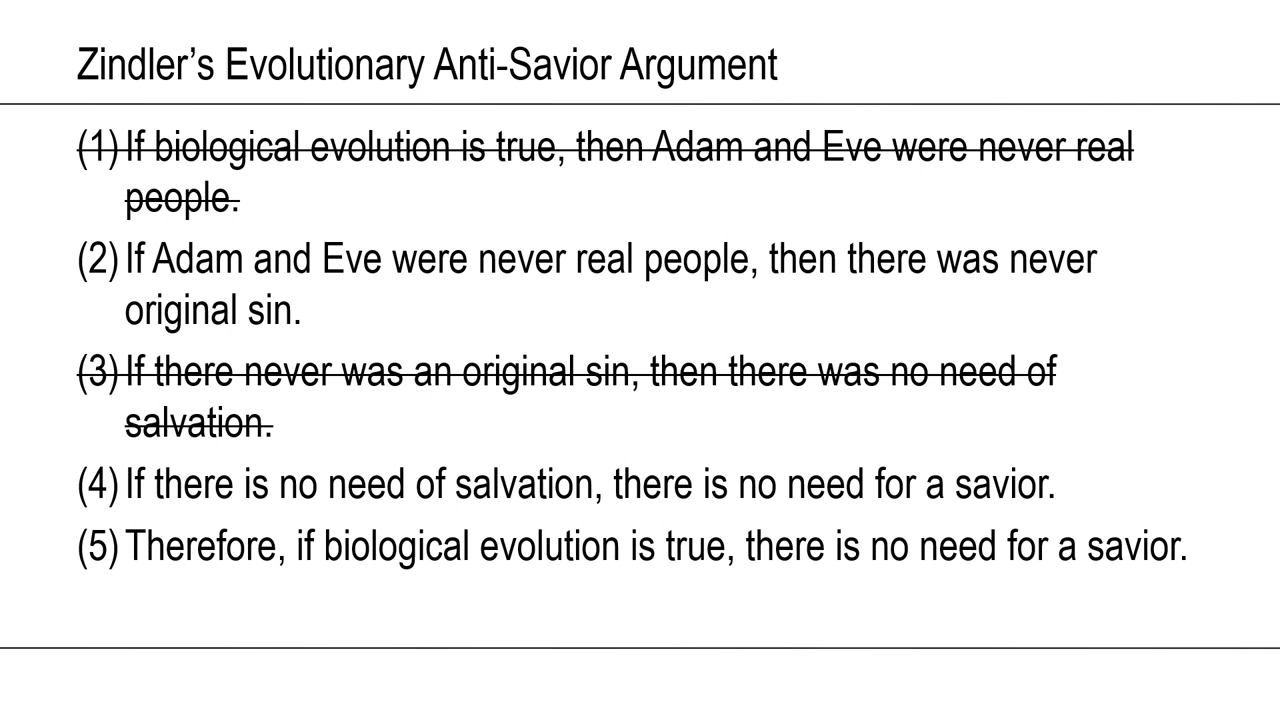 Zindler’s Evolutionary Anti-Savior Argument
(1) If biological evolution is true, then Adam and Eve were never real
people.
(2) If Adam and Eve were never real people, then there was never
original sin.
(3) If there never was an original sin, then there was no need of
salvation.
(4) If there is no need of salvation, there is no need for a savior.
(5) Therefore, if biological evolution is true, there is no need for a savior.